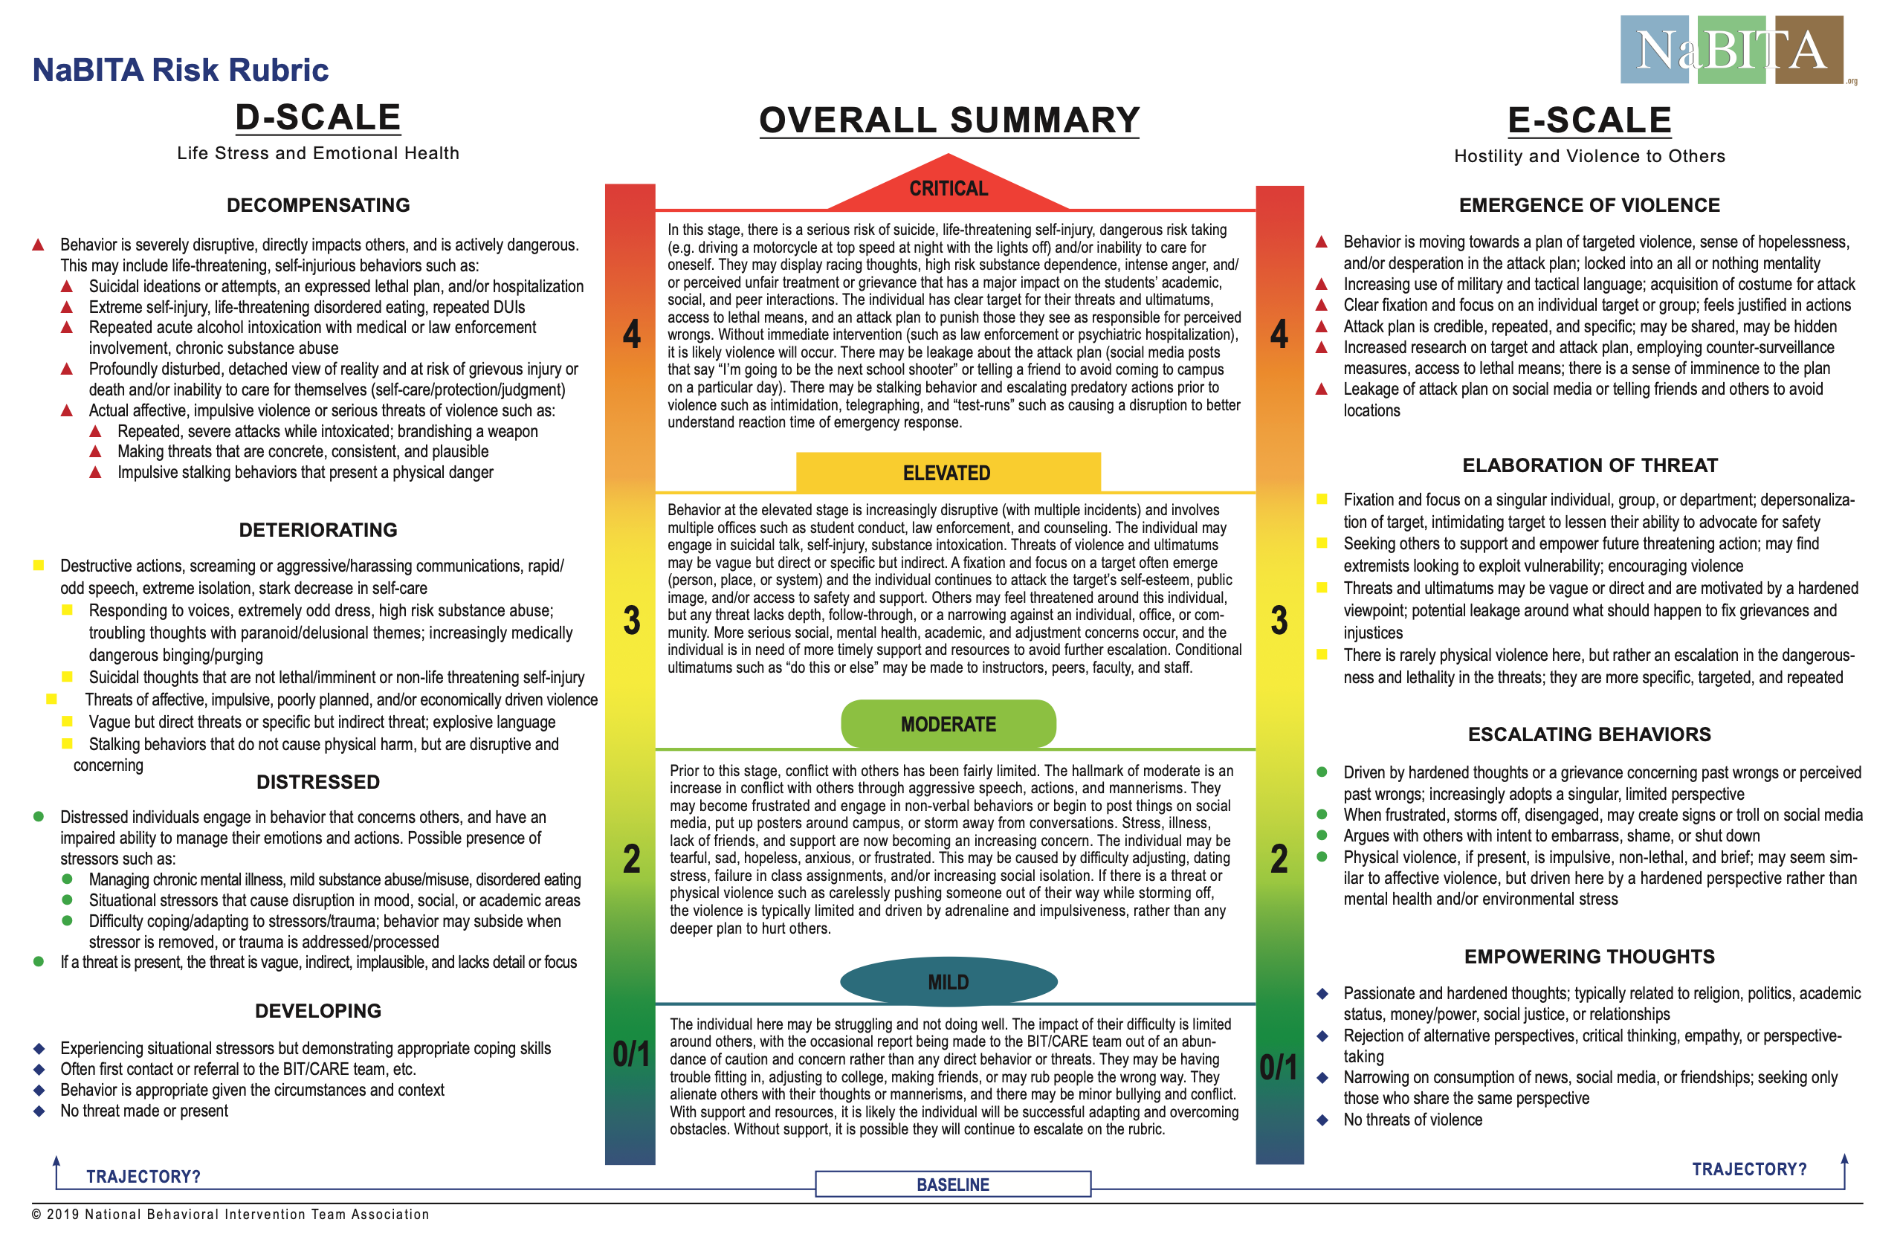 NaBITA Risk Rubric
NaBITA
.org
D-SCALE
Life Stress and Emotional Health
DECOMPENSATING
Behavior is severely disruptive, directly impacts others, and is actively dangerous.
This may include life-threatening, self-injurious behaviors such as:
Suicidal ideations or attempts, an expressed lethal plan, and/or hospitalization
Extreme self-injury, life-threatening disordered eating, repeated DUIs
Repeated acute alcohol intoxication with medical or law enforcement
involvement, chronic substance abuse
Profoundly disturbed, detached view of reality and at risk of grievous injury or
death and/or inability to care for themselves (self-care/protection/judgment)
Actual affective, impulsive violence or serious threats of violence such as:
Repeated, severe attacks while intoxicated; brandishing a weapon
Making threats that are concrete, consistent, and plausible
Impulsive stalking behaviors that present a physical danger
DETERIORATING
Destructive actions, screaming or aggressive/harassing communications, rapid/
odd speech, extreme isolation, stark decrease in self-care
Responding to voices, extremely odd dress, high risk substance abuse;
troubling thoughts with paranoid/delusional themes; increasingly medically
dangerous binging/purging
Suicidal thoughts that are not lethal/imminent or non-life threatening self-injury
Threats of affective, impulsive, poorly planned, and/or economically driven violence
Vague but direct threats or specific but indirect threat; explosive language
Stalking behaviors that do not cause physical harm, but are disruptive and
concerning
DISTRESSED
Distressed individuals engage in behavior that concerns others, and have an
impaired ability to manage their emotions and actions. Possible presence of
stressors such as:
Managing chronic mental illness, mild substance abuse/misuse, disordered eating
Situational stressors that cause disruption in mood, social, or academic areas
Difficulty coping/adapting to stressors/trauma; behavior may subside when
stressor is removed, or trauma is addressed/processed
If a threat is present, the threat is vague, indirect, implausible, and lacks detail or focus
DEVELOPING
Experiencing situational stressors but demonstrating appropriate coping skills
Often first contact or referral to the BIT/CARE team, etc.
Behavior is appropriate given the circumstances and context
No threat made or present
TRAJECTORY?
4
3
2
0/1
OVERALL SUMMARY
CRITICAL
In this stage, there is a serious risk of suicide, life-threatening self-injury, dangerous risk taking
(e.g. driving a motorcycle at top speed at night with the lights off) and/or inability to care for
oneself. They may display racing thoughts, high risk substance dependence, intense anger, and/
or perceived unfair treatment or grievance that has a major impact on the students' academic,
social, and peer interactions. The individual has clear target for their threats and ultimatums,
access to lethal means, and an attack plan to punish those they see as responsible for perceived
wrongs. Without immediate intervention (such as law enforcement or psychiatric hospitalization),
it is likely violence will occur. There may be leakage about the attack plan (social media posts
that say “I'm going to be the next school shooter” or telling a friend to avoid coming to campus
on a particular day). There may be stalking behavior and escalating predatory actions prior to
violence such as intimidation, telegraphing, and “test-runs” such as causing a disruption to better
understand reaction time of emergency response.
ELEVATED
Behavior at the elevated stage is increasingly disruptive (with multiple incidents) and involves
multiple offices such as student conduct, law enforcement, and counseling. The individual may
engage in suicidal talk, self-injury, substance intoxication. Threats of violence and ultimatums
may be vague but direct or specific but indirect. A fixation and focus on a target often emerge
(person, place, or system) and the individual continues to attack the target's self-esteem, public
image, and/or access to safety and support. Others may feel threatened around this individual,
but any threat lacks depth, follow-through, or a narrowing against an individual, office, or com-
munity. More serious social, mental health, academic, and adjustment concerns occur, and the
individual is in need of more timely support and resources to avoid further escalation. Conditional
ultimatums such as “do this or else” may be made to instructors, peers, faculty, and staff.
MODERATE
Prior to this stage, conflict with others has been fairly limited. The hallmark of moderate is an
increase in conflict with others through aggressive speech, actions, and mannerisms. They
may become frustrated and engage in non-verbal behaviors or begin to post things on social
media, put up posters around campus, or storm away from conversations. Stress, illness,
lack of friends, and support are now becoming an increasing concern. The individual may be
tearful, sad, hopeless, anxious, or frustrated. This may be caused by difficulty adjusting, dating
stress, failure in class assignments, and/or increasing social isolation. If there is a threat or
physical violence such as carelessly pushing someone out of their way while storming off,
the violence is typically limited and driven by adrenaline and impulsiveness, rather than any
deeper plan to hurt others.
MILD
The individual here may be struggling and not doing well. The impact of their difficulty is limited
around others, with the occasional report being made to the BIT/CARE team out of an abun-
dance of caution and concern rather than any direct behavior or threats. They may be having
trouble fitting in, adjusting to college, making friends, or may rub people the wrong way. They
alienate others with their thoughts or mannerisms, and there may be minor bullying and conflict.
With support and resources, it is likely the individual will be successful adapting and overcoming
obstacles. Without support, it is possible they will continue to escalate on the rubric.
BASELINE
4
3
2
0/1
E-SCALE
Hostility and Violence to Others
EMERGENCE OF VIOLENCE
Behavior is moving towards a plan of targeted violence, sense of hopelessness,
and/or desperation in the attack plan; locked into an all or nothing mentality
Increasing use of military and tactical language; acquisition of costume for attack
Clear fixation and focus on an individual target or group; feels justified in actions
Attack plan is credible, repeated, and specific; may be shared, may be hidden
Increased research on target and attack plan, employing counter-surveillance
measures, access to lethal means; there is a sense of imminence to the plan
Leakage of attack plan on social media or telling friends and others to avoid
locations
ELABORATION OF THREAT
Fixation and focus on a singular individual, group, or department; depersonaliza-
tion of target, intimidating target to lessen their ability to advocate for safety
Seeking others to support and empower future threatening action; may find
extremists looking to exploit vulnerability; encouraging violence
Threats and ultimatums may be vague or direct and are motivated by a hardened
viewpoint; potential leakage around what should happen to fix grievances and
injustices
There is rarely physical violence here, but rather an escalation in the dangerous-
ness and lethality in the threats; they are more specific, targeted, and repeated
ESCALATING BEHAVIORS
Driven by hardened thoughts or a grievance concerning past wrongs or perceived
past wrongs; increasingly adopts a singular, limited perspective
When frustrated, storms off, disengaged, may create signs or troll on social media
Argues with others with intent to embarrass, shame, or shut down
Physical violence, if present, is impulsive, non-lethal, and brief; may seem sim-
ilar to affective violence, but driven here by a hardened perspective rather than
mental health and/or environmental stress
EMPOWERING THOUGHTS
Passionate and hardened thoughts; typically related to religion, politics, academic
status, money/power, social justice, or relationships
Rejection of alternative perspectives, critical thinking, empathy, or perspective-
taking
Narrowing on consumption of news, social media, or friendships; seeking only
those who share the same perspective
No threats of violence
TRAJECTORY?
© 2019 National Behavioral Intervention Team Association